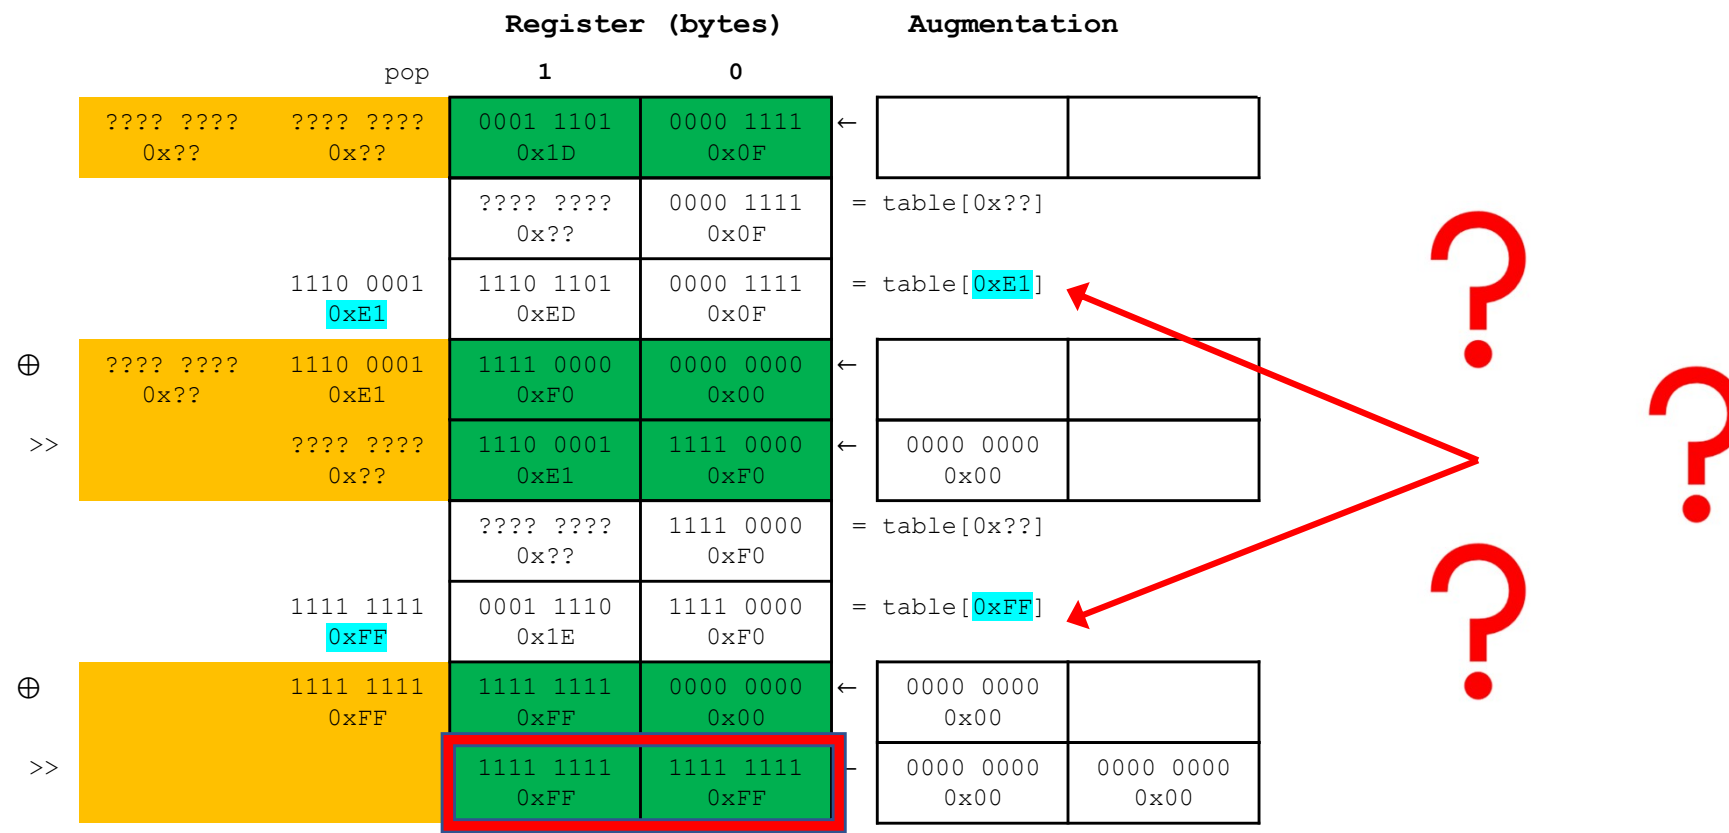 Register (bytes) Augmentation
pop 1 0
???? ???? ???? ???? 0001 1101 0000 1111 ←
0x?? 0x?? 0x1D 0x0F
???? ???? 0000 1111 = table[0x??]
0x?? 0x0F
1110 0001 1110 1101 0000 1111 = table[0xE1]
0xE1 0xED 0x0F
⊕ ???? ???? 1110 0001 1111 0000 0000 0000 ←
0x?? 0xE1 0xF0 0x00
>> ???? ???? 1110 0001 1111 0000 ← 0000 0000
0x?? 0xE1 0xF0 0x00
???? ???? 1111 0000 = table[0x??]
0x?? 0xF0
1111 1111 0001 1110 1111 0000 = table[0xFF]
0xFF 0x1E 0xF0
⊕ 1111 1111 1111 1111 0000 0000 ← 0000 0000
0xFF 0xFF 0x00 0x00
>> 1111 1111 1111 1111 ← 0000 0000 0000 0000
0xFF 0xFF 0x00 0x00
?
?
?